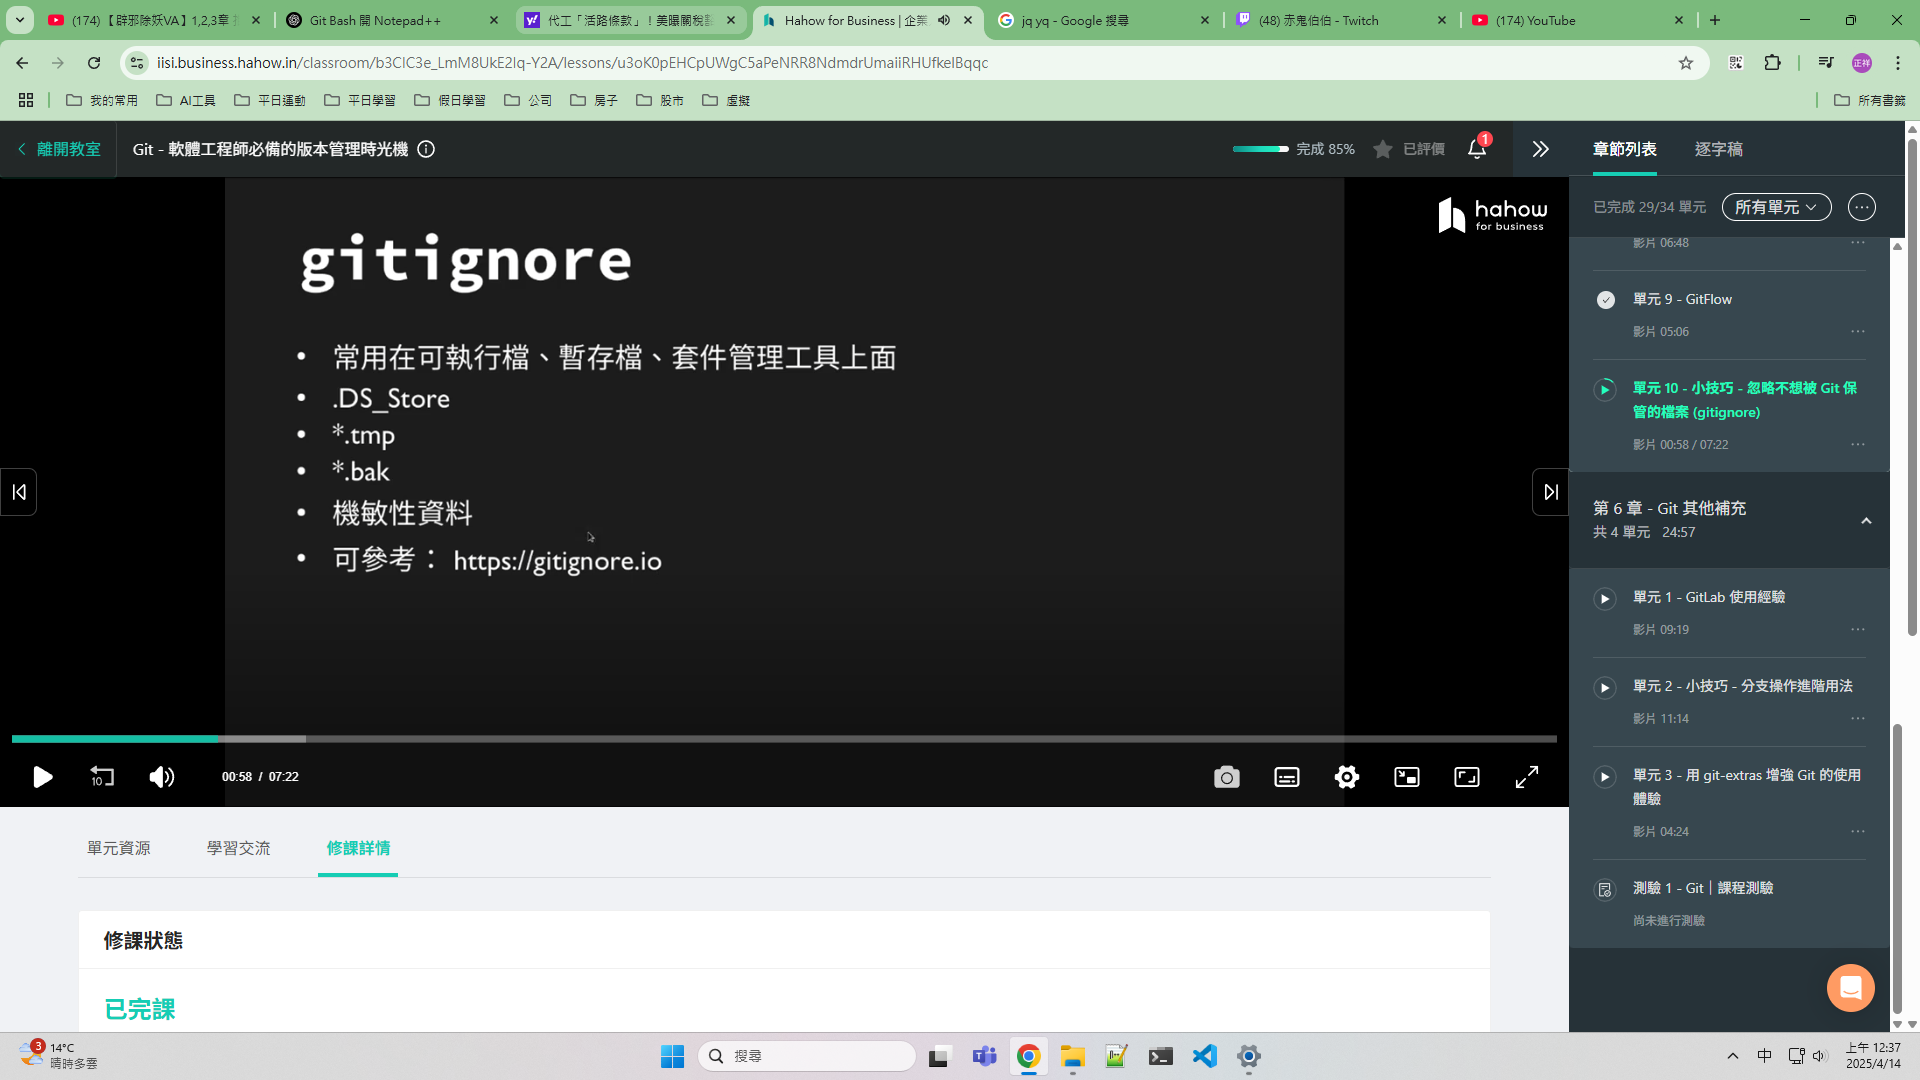 (174) 【辟邪除妖VA】1,2,3章
Git Bash 開 Notepad++
代工「活路條款」！美眼關稅
Hahow for Business | 企業
jq yq - Google 搜尋
(48) 赤鬼伯伯 - Twitch
(174) YouTube
iisi.business.hahow.in/classroom/b3ClC3e_LmM8UkE2Iq-Y2A/lessons/u3oK0pEHCpUWgC5aPeNRR8NdmdrUmaiiRHUfkeIBqqc
正祥
我的常用
AI工具
平日運動
平日學習
假日學習
公司
房子
股市
虛擬
所有書籤
離開教室
Git - 軟體工程師必備的版本管理時光機
完成 85%
已評價
1
章節列表
逐字稿
已完成 29/34 單元
所有單元
hahow
for business
gitignore
• 常用在可執行檔、暫存檔、套件管理工具上面
• .DS_Store
• *.tmp
• *.bak
• 機敏性資料
• 可參考： https://gitignore.io
10
00:58 / 07:22
影片 06:48
單元 9 - GitFlow
影片 05:06
單元 10 - 小技巧 - 忽略不想被 Git 保
管的檔案 (gitignore)
影片 00:58 / 07:22
第 6 章 - Git 其他補充
共 4 單元 24:57
單元 1 - GitLab 使用經驗
影片 09:19
單元 2 - 小技巧 - 分支操作進階用法
影片 11:14
單元 3 - 用 git-extras 增強 Git 的使用
體驗
影片 04:24
測驗 1 - Git｜課程測驗
尚未進行測驗
單元資源
學習交流
修課詳情
修課狀態
已完課
3
14°C
晴時多雲
搜尋
中
上午 12:37
2025/4/14